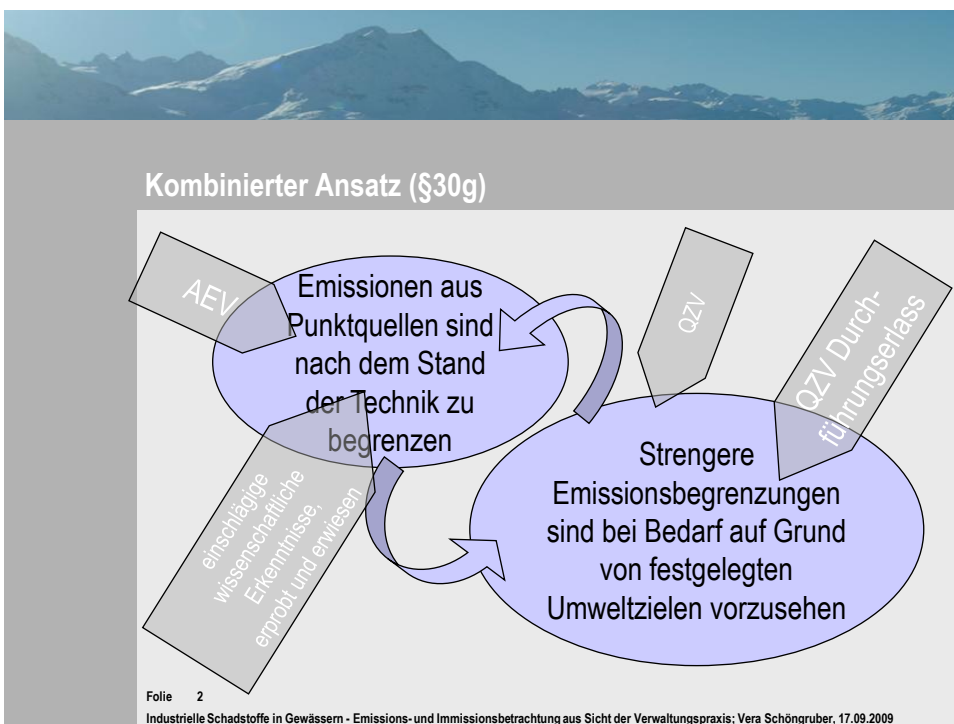 Kombinierter Ansatz (§30g)
AEV
Emissionen aus
Punktquellen sind
nach dem Stand
der Technik zu
begrenzen
QZV
QZV Durch-
führungserlass
einschlägige
wissenschaftliche
Erkenntnisse,
erprobt und erwiesen
Strengere
Emissionsbegrenzungen
sind bei Bedarf auf Grund
von festgelegten
Umweltzielen vorzusehen
Folie 2
Industrielle Schadstoffe in Gewässern - Emissions- und Immissionsbetrachtung aus Sicht der Verwaltungspraxis; Vera Schöngruber, 17.09.2009